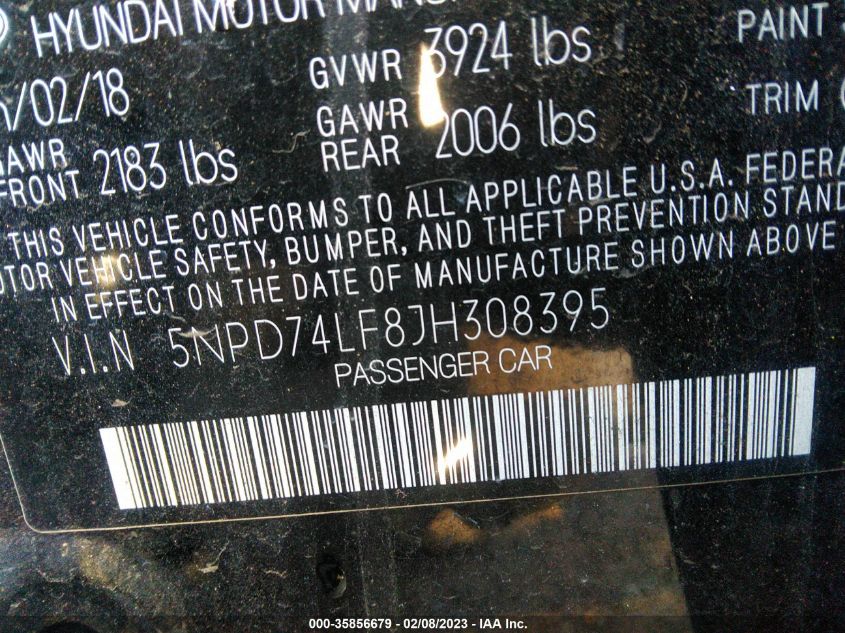 HYUNDAI MOTOR
/02/18 GVWR 3924 lbs PAINT
GAWR FRONT 2183 lbs GAWR REAR 2006 lbs TRIM
THIS VEHICLE CONFORMS TO ALL APPLICABLE U.S.A. FEDERA
TOR VEHICLE SAFETY, BUMPER, AND THEFT PREVENTION STAND
IN EFFECT ON THE DATE OF MANUFACTURE SHOWN ABOVE
V.I.N 5NPD74LF8JH308395
PASSENGER CAR
000-35856679 - 02/08/2023 - IAA Inc.